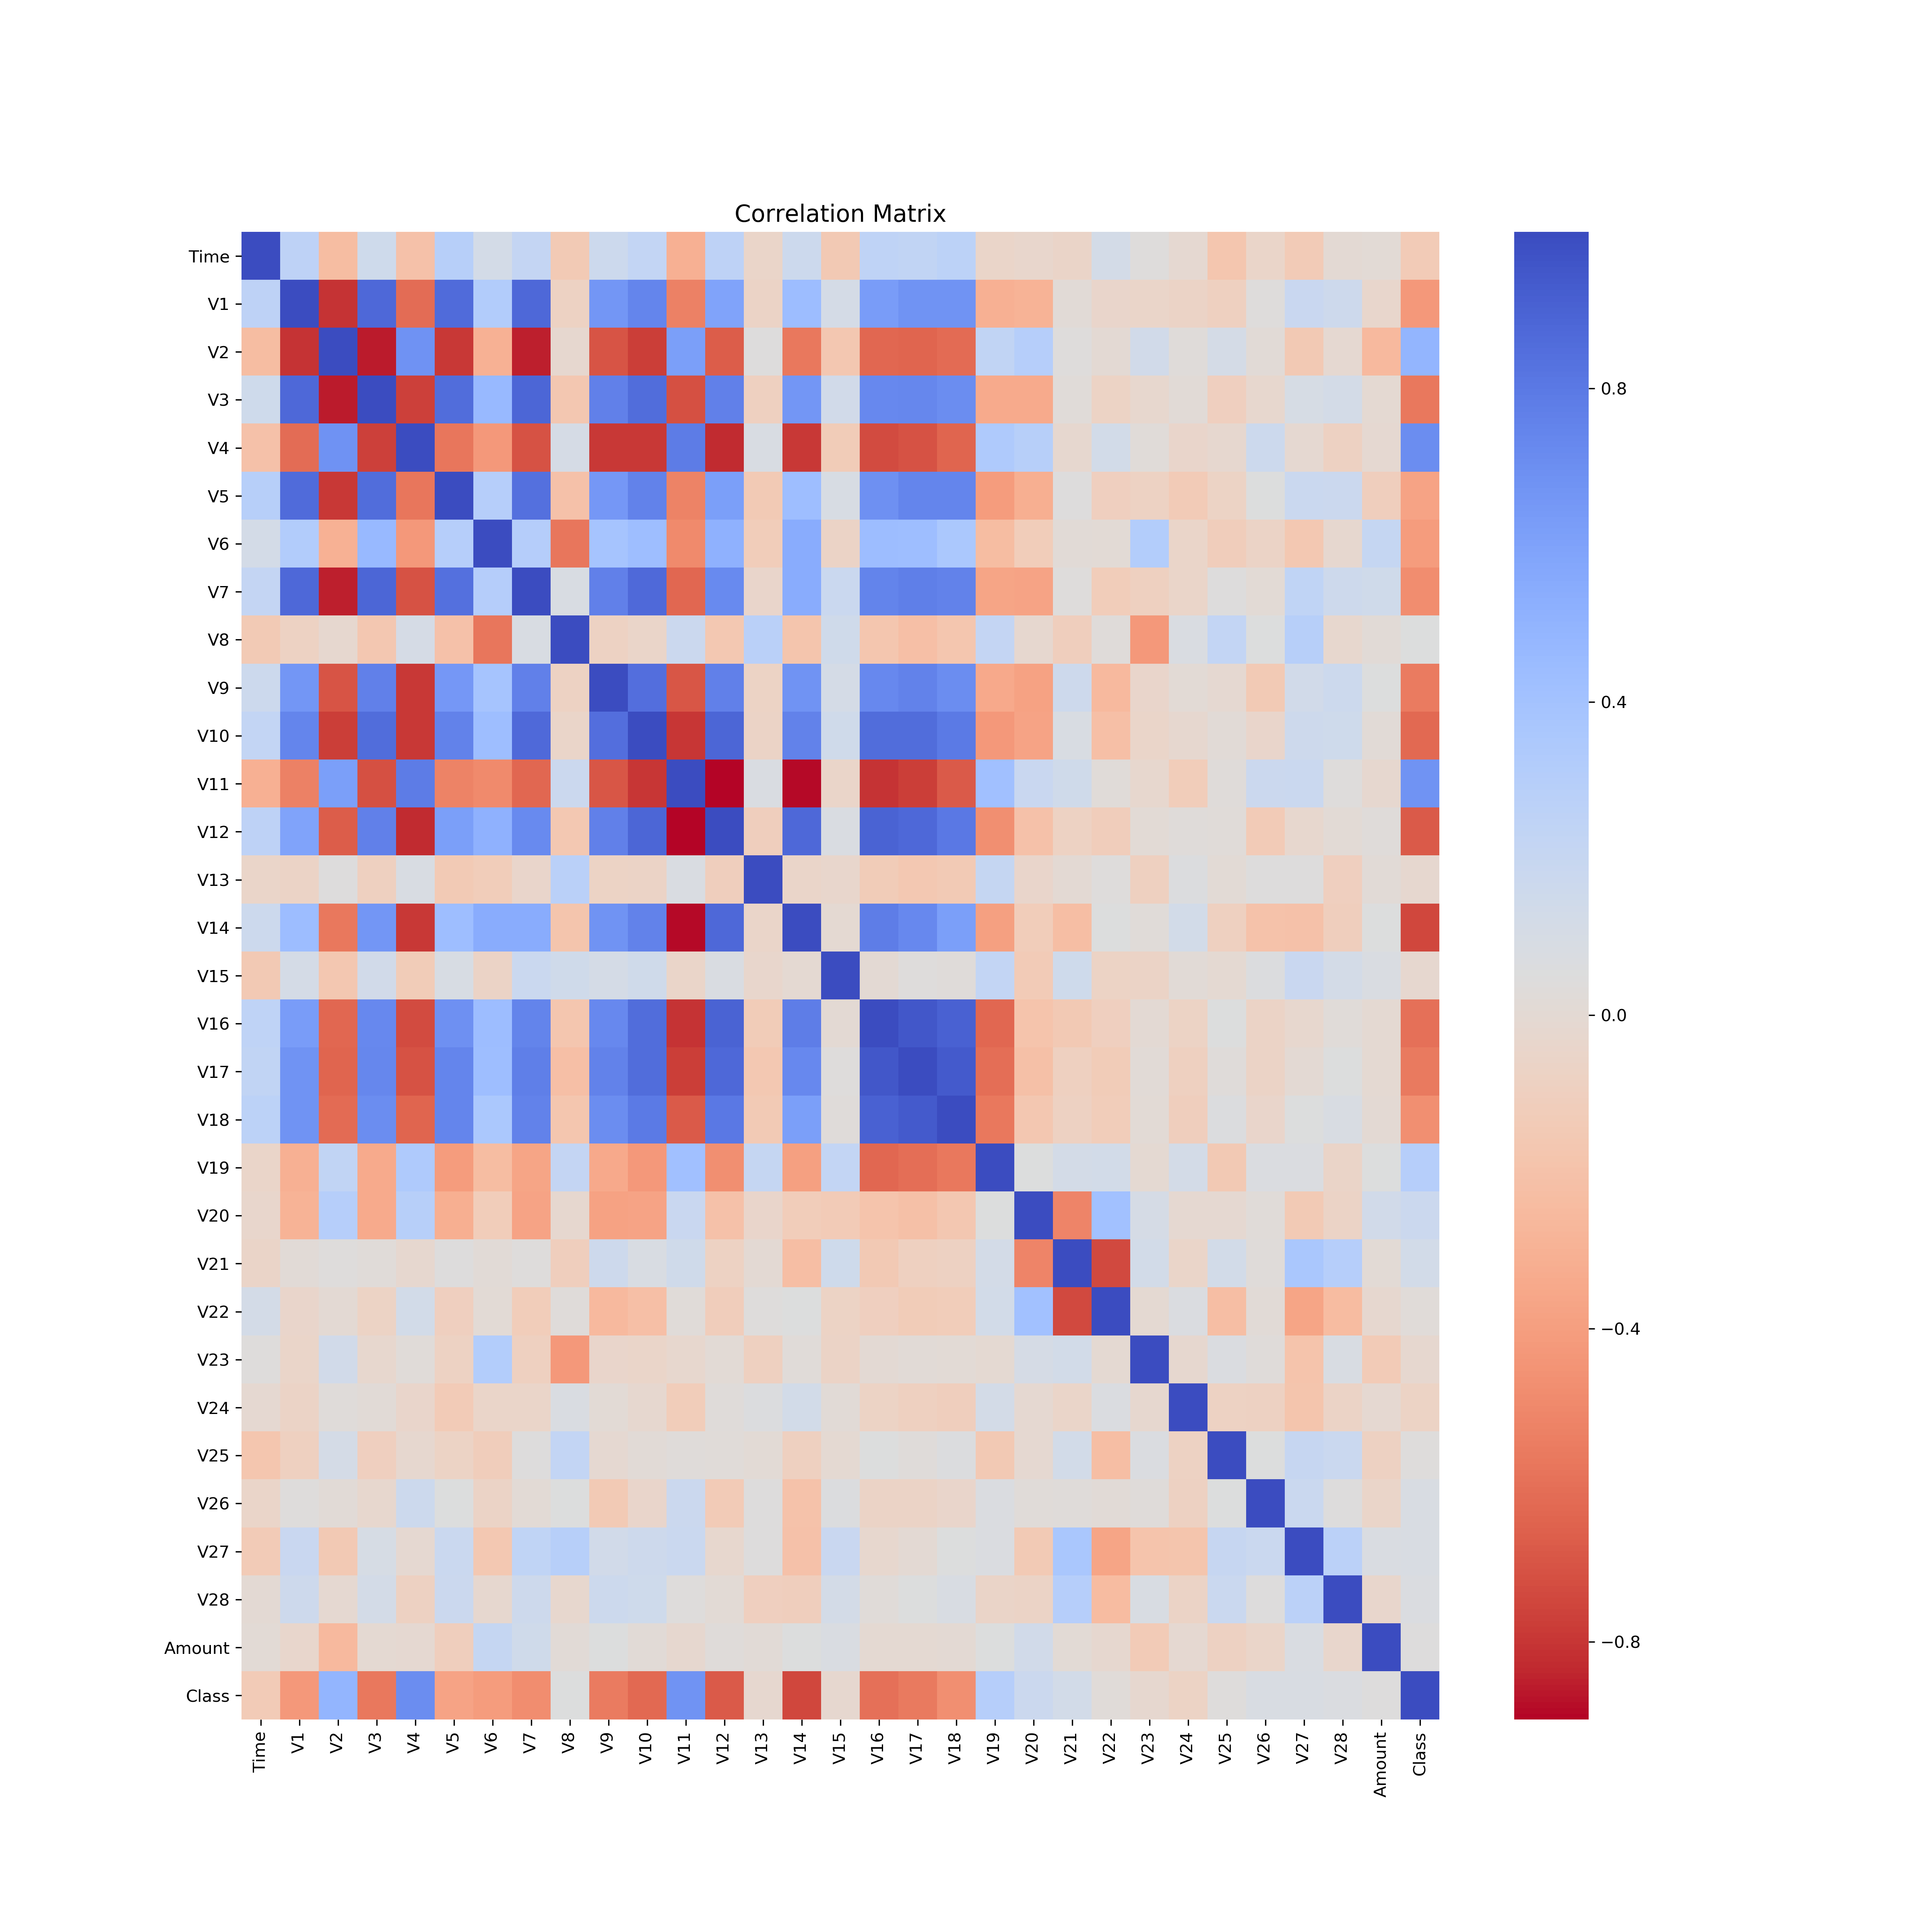 Correlation Matrix
Time
V1
V2
V3
V4
V5
V6
V7
V8
V9
V10
V11
V12
V13
V14
V15
V16
V17
V18
V19
V20
V21
V22
V23
V24
V25
V26
V27
V28
Amount
Class
Time V1 V2 V3 V4 V5 V6 V7 V8 V9 V10 V11 V12 V13 V14 V15 V16 V17 V18 V19 V20 V21 V22 V23 V24 V25 V26 V27 V28 Amount Class
0.8
0.4
0.0
−0.4
−0.8